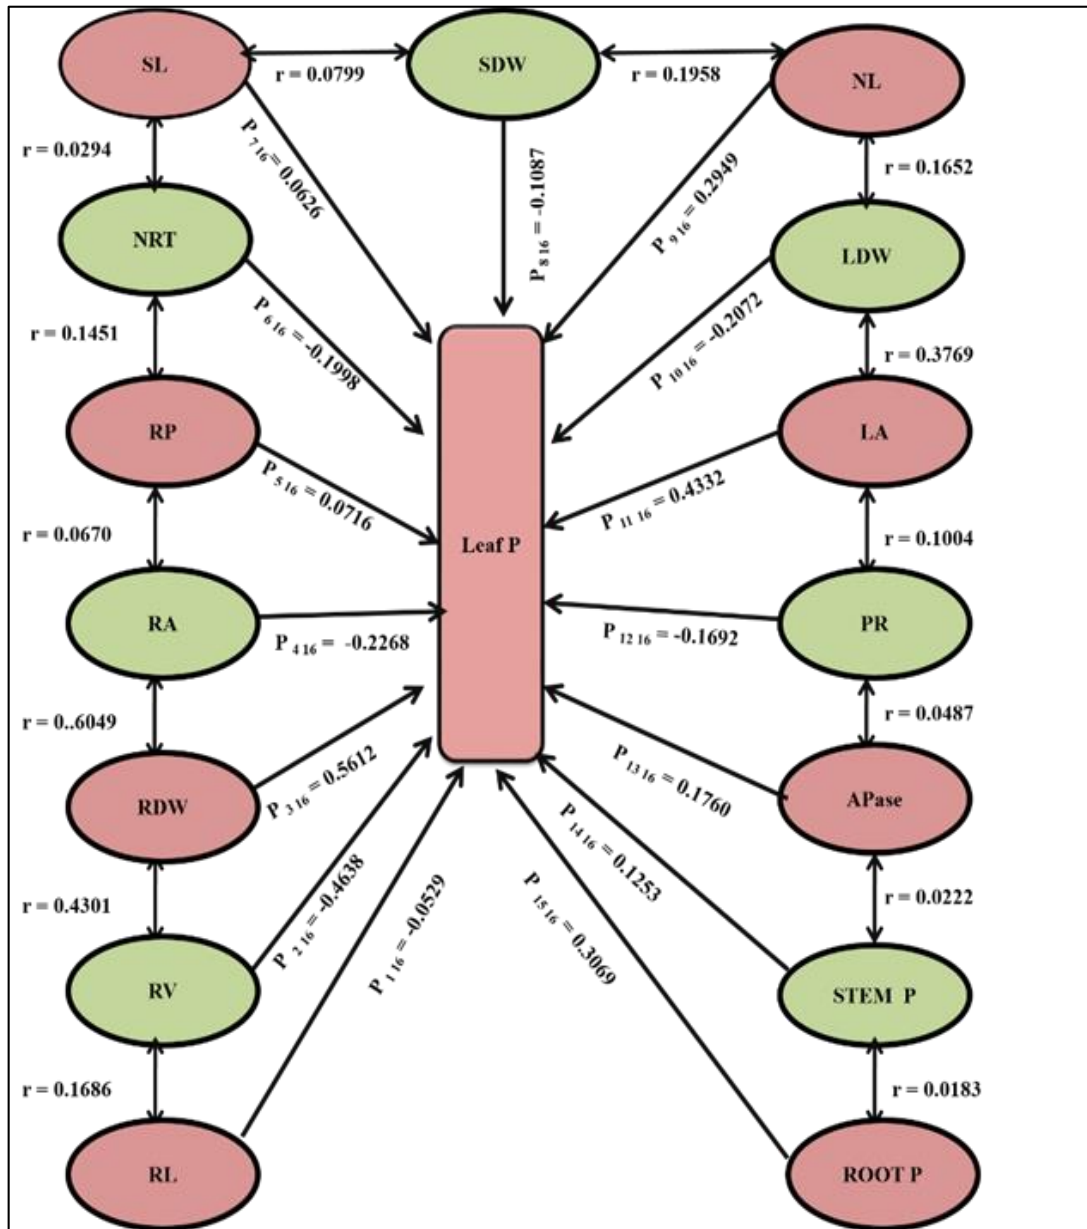 SL
SDW
NL
r = 0.0799
r = 0.1958
r = 0.0294
P 7 16 = 0.0626
P 8 16 = -0.1087
P 9 16 = 0.2949
r = 0.1652
NRT
LDW
r = 0.1451
P 6 16 = -0.1998
P 10 16 = -0.2072
r = 0.3769
RP
LA
P 5 16 = 0.0716
P 11 16 = 0.4332
r = 0.0670
Leaf P
r = 0.1004
RA
PR
P 4 16 = -0.2268
P 12 16 = -0.1692
r = 0..6049
r = 0.0487
RDW
P 3 16 = 0.5612
P 13 16 = 0.1760
APase
r = 0.4301
P 2 16 = -0.4638
P 14 16 = 0.1253
r = 0.0222
RV
P 1 16 = -0.0529
P 15 16 = 0.3069
STEM P
r = 0.1686
r = 0.0183
RL
ROOT P